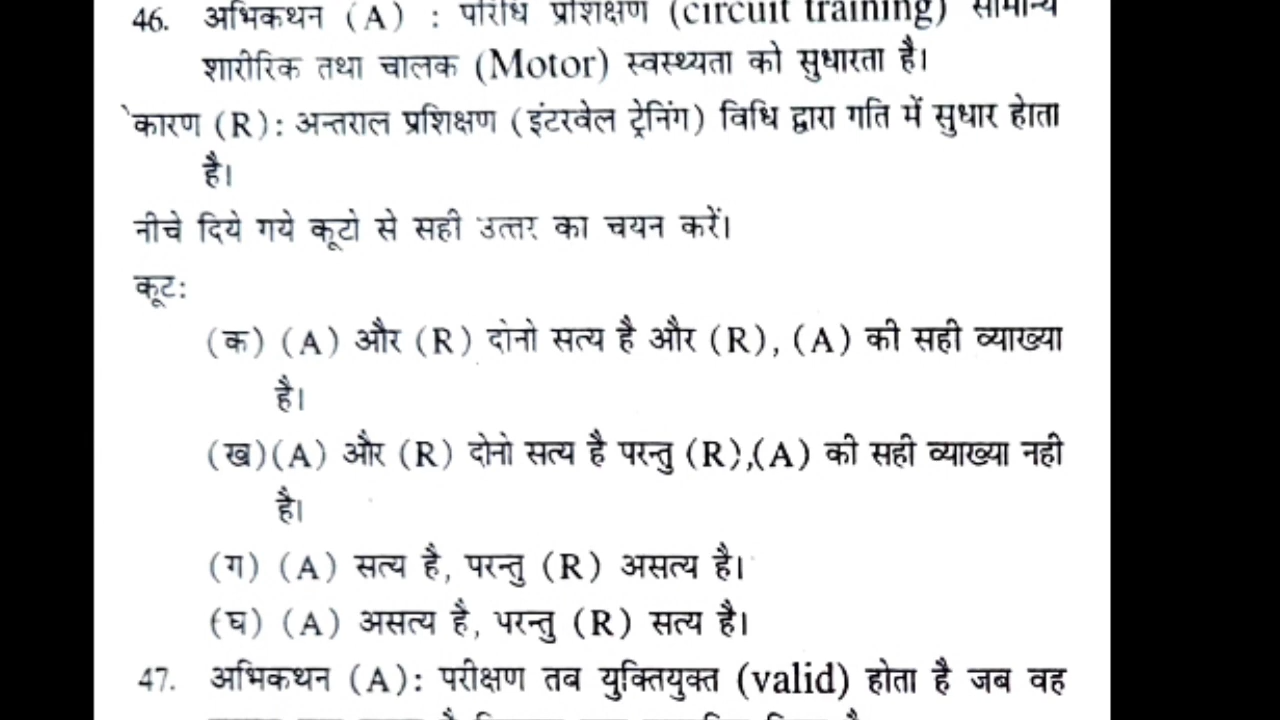 46. अभिकथन (A) : परिधि प्रशिक्षण (circuit training) सामान्य
शारीरिक तथा चालक (Motor) स्वस्थ्यता को सुधारता है।
कारण (R): अन्तराल प्रशिक्षण (इंटरवेल ट्रेनिंग) विधि द्वारा गति में सुधार होता
है।
नीचे दिये गये कूटो से सही उत्तर का चयन करें।
कूट:
(क) (A) और (R) दोनो सत्य है और (R), (A) की सही व्याख्या
है।
(ख)(A) और (R) दोनो सत्य है परन्तु (R),(A) की सही व्याख्या नही
है।
(ग) (A) सत्य है, परन्तु (R) असत्य है।
(घ) (A) असत्य है, परन्तु (R) सत्य है।
47. अभिकथन (A): परीक्षण तब युक्तियुक्त (valid) होता है जब वह